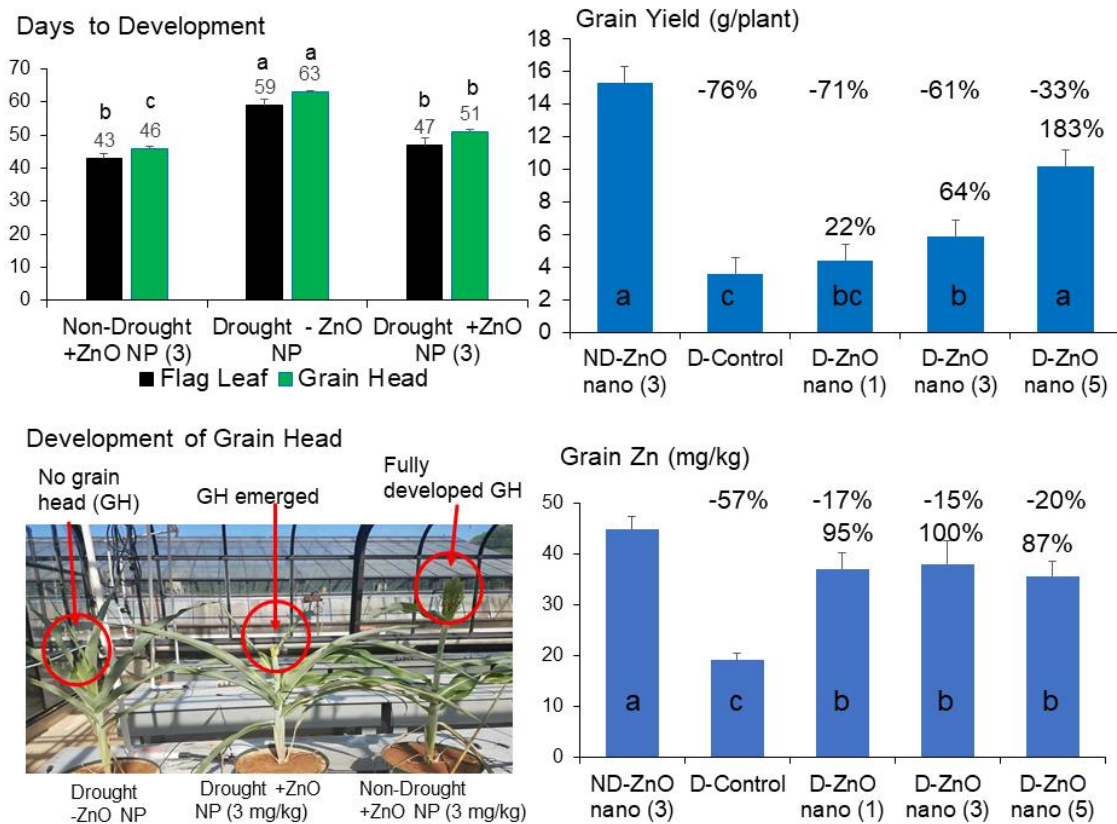 Days to Development
70
60
50
40
30
20
10
0
b
43
c
46
a
59
a
63
b
47
b
51
Non-Drought
+ZnO NP (3)
Drought - ZnO
NP
Drought +ZnO
NP (3)
Flag Leaf
Grain Head
Grain Yield (g/plant)
18
16
14
12
10
8
6
4
2
0
-76%
-71%
-61%
-33%
22%
64%
183%
a
c
bc
b
a
ND-ZnO
nano (3)
D-Control
D-ZnO
nano (1)
D-ZnO
nano (3)
D-ZnO
nano (5)
Development of Grain Head
No grain
head (GH)
GH emerged
Fully
developed GH
Drought
-ZnO NP
Drought +ZnO
NP (3 mg/kg)
Non-Drought
+ZnO NP (3 mg/kg)
Grain Zn (mg/kg)
50
40
30
20
10
0
-57%
-17%
-15%
-20%
95%
100%
87%
a
c
b
b
b
ND-ZnO
nano (3)
D-Control
D-ZnO
nano (1)
D-ZnO
nano (3)
D-ZnO
nano (5)